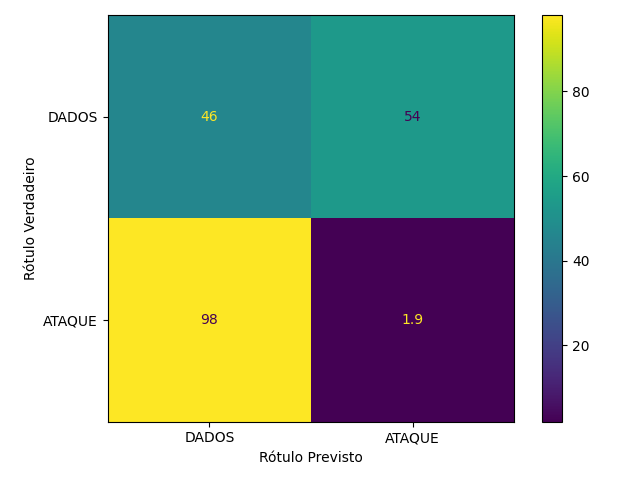 DADOS
46
54
80
60
Rótulo Verdadeiro
40
ATAQUE
98
1.9
20
DADOS
ATAQUE
Rótulo Previsto